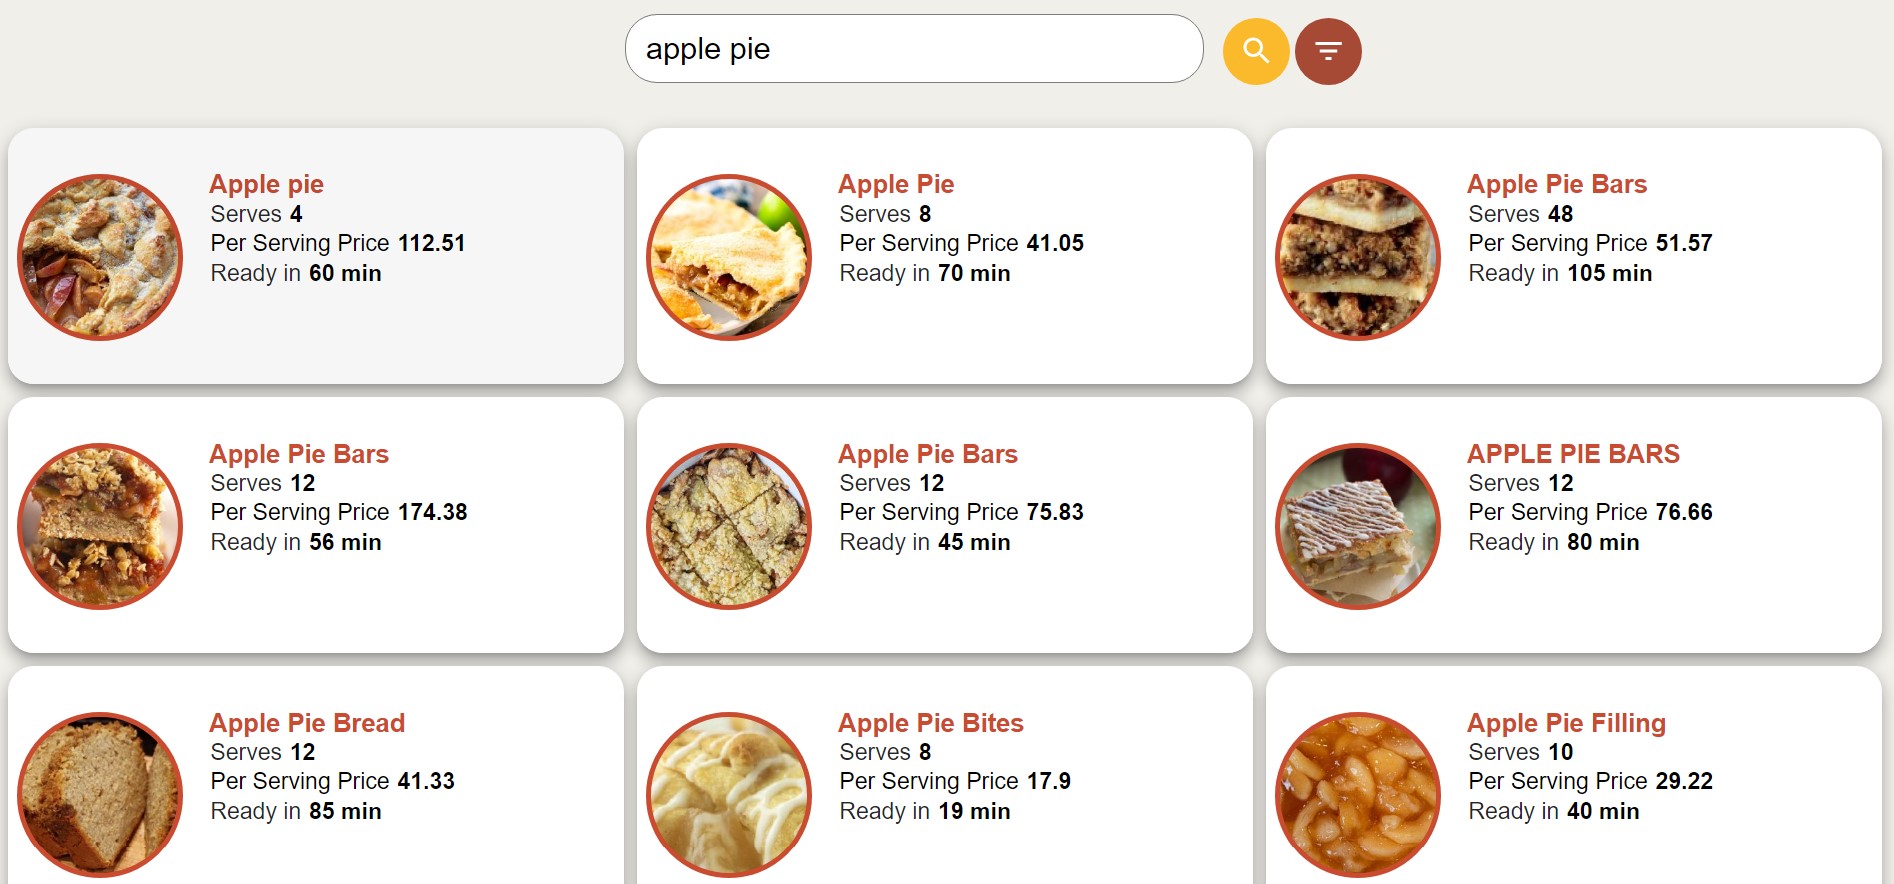 apple pie
Apple pie
Serves 4
Per Serving Price 112.51
Ready in 60 min
Apple Pie
Serves 8
Per Serving Price 41.05
Ready in 70 min
Apple Pie Bars
Serves 48
Per Serving Price 51.57
Ready in 105 min
Apple Pie Bars
Serves 12
Per Serving Price 174.38
Ready in 56 min
Apple Pie Bars
Serves 12
Per Serving Price 75.83
Ready in 45 min
APPLE PIE BARS
Serves 12
Per Serving Price 76.66
Ready in 80 min
Apple Pie Bread
Serves 12
Per Serving Price 41.33
Ready in 85 min
Apple Pie Bites
Serves 8
Per Serving Price 17.9
Ready in 19 min
Apple Pie Filling
Serves 10
Per Serving Price 29.22
Ready in 40 min